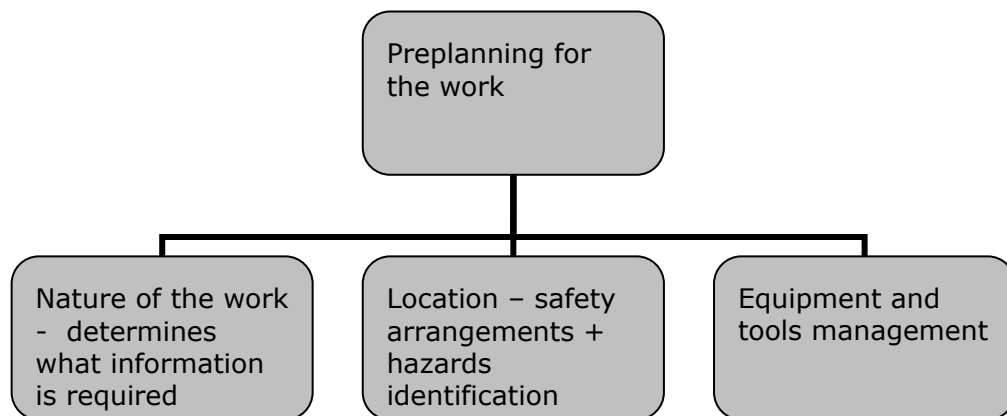 Preplanning for
the work
Nature of the work
- determines
what information
is required
Location – safety
arrangements +
hazards
identification
Equipment and
tools management